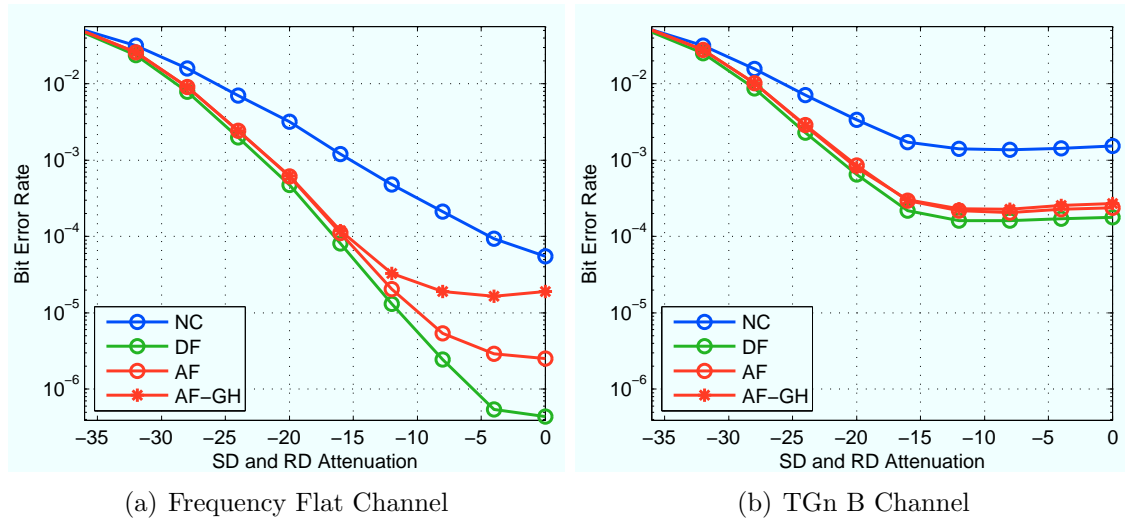 10^-2
10^-3
10^-4
10^-5
10^-6
Bit Error Rate
NC
DF
AF
AF-GH
-35 -30 -25 -20 -15 -10 -5 0
SD and RD Attenuation
(a) Frequency Flat Channel
10^-2
10^-3
10^-4
10^-5
10^-6
Bit Error Rate
NC
DF
AF
AF-GH
-35 -30 -25 -20 -15 -10 -5 0
SD and RD Attenuation
(b) TGn B Channel